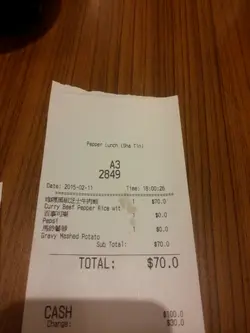 Pepper Lunch (Sha Tin)
A3
2849
Date: 2015-02-11 Time: 18:00:26
1 $70.0
Curry Beef Pepper Rice wit
1 $0.0
Pepsi
1 $0.0
Gravy Mashed Potato
Sub Total: $70.0
TOTAL: $70.0
CASH $100.0
Change: $30.0